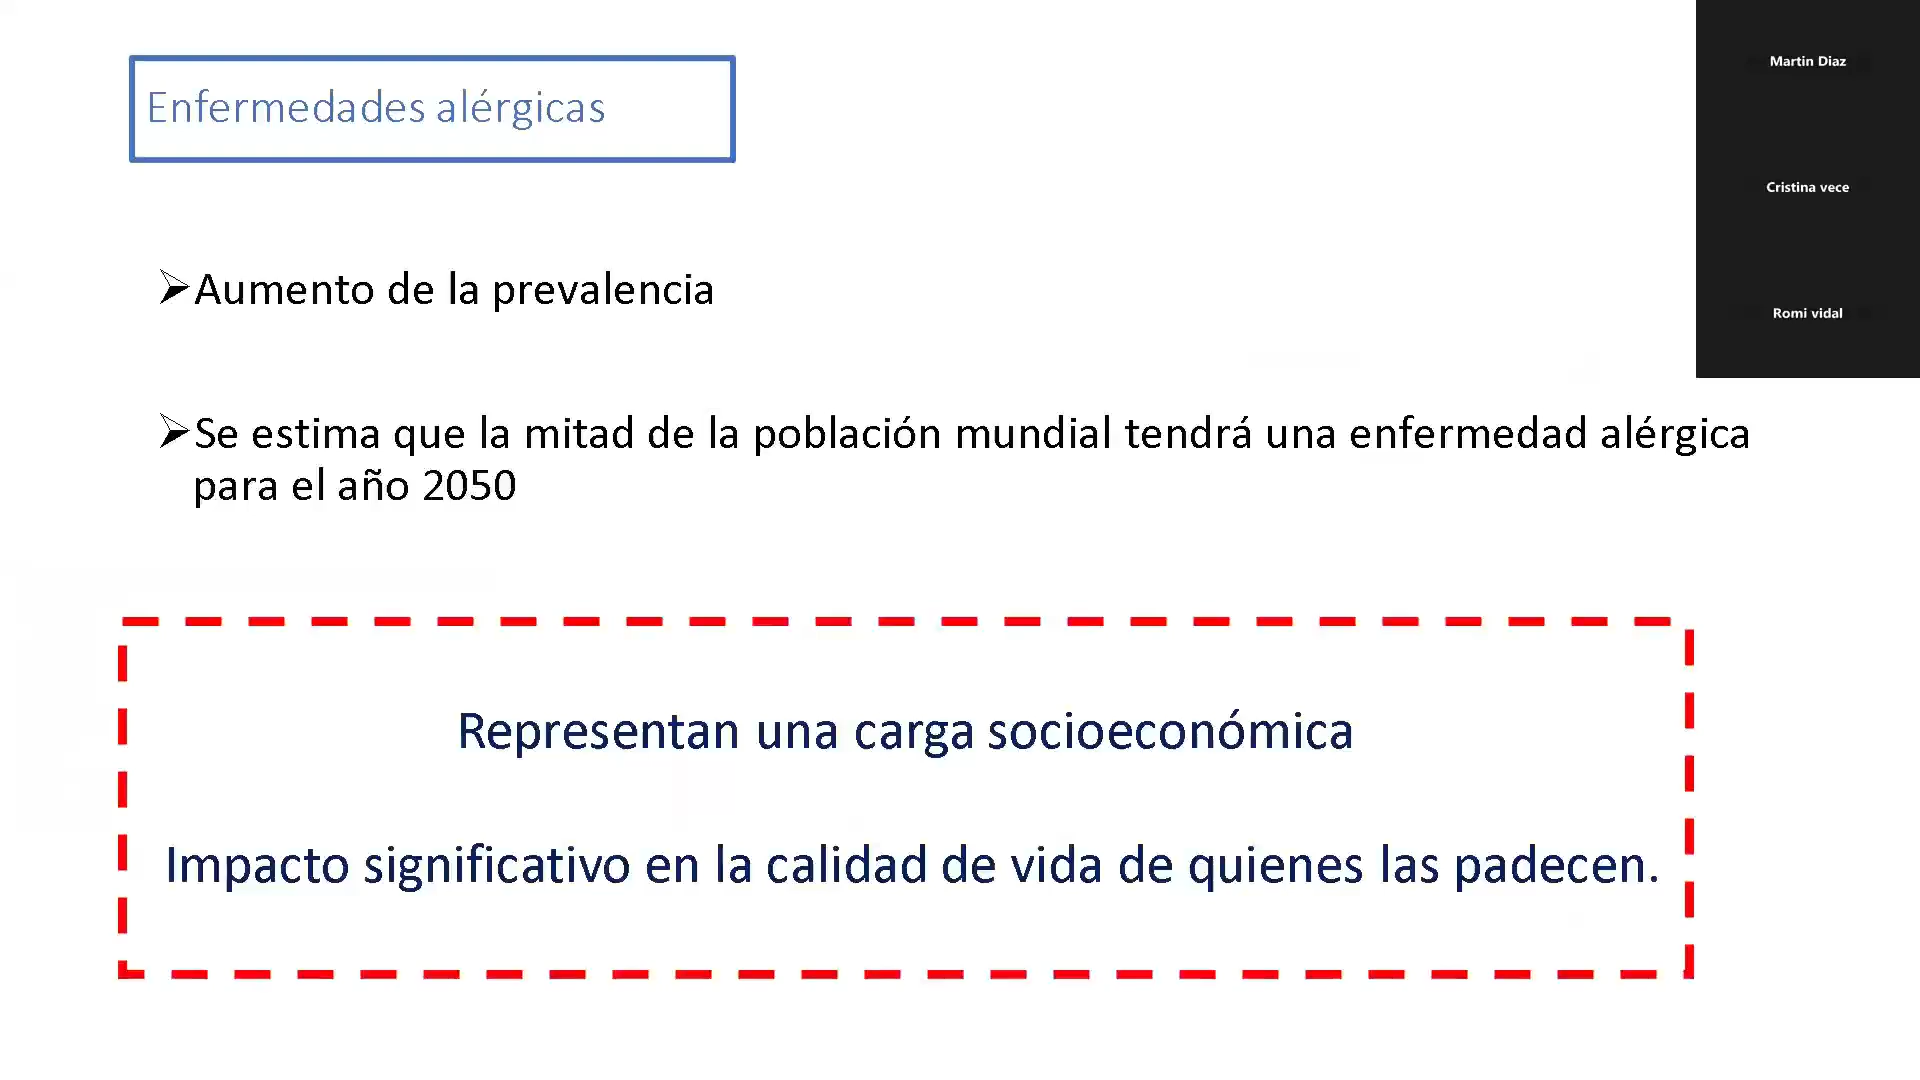 Enfermedades alérgicas
Martin Diaz
Cristina vece
Romi vidal
➢Aumento de la prevalencia
➢Se estima que la mitad de la población mundial tendrá una enfermedad alérgica
para el año 2050
Representan una carga socioeconómica
Impacto significativo en la calidad de vida de quienes las padecen.